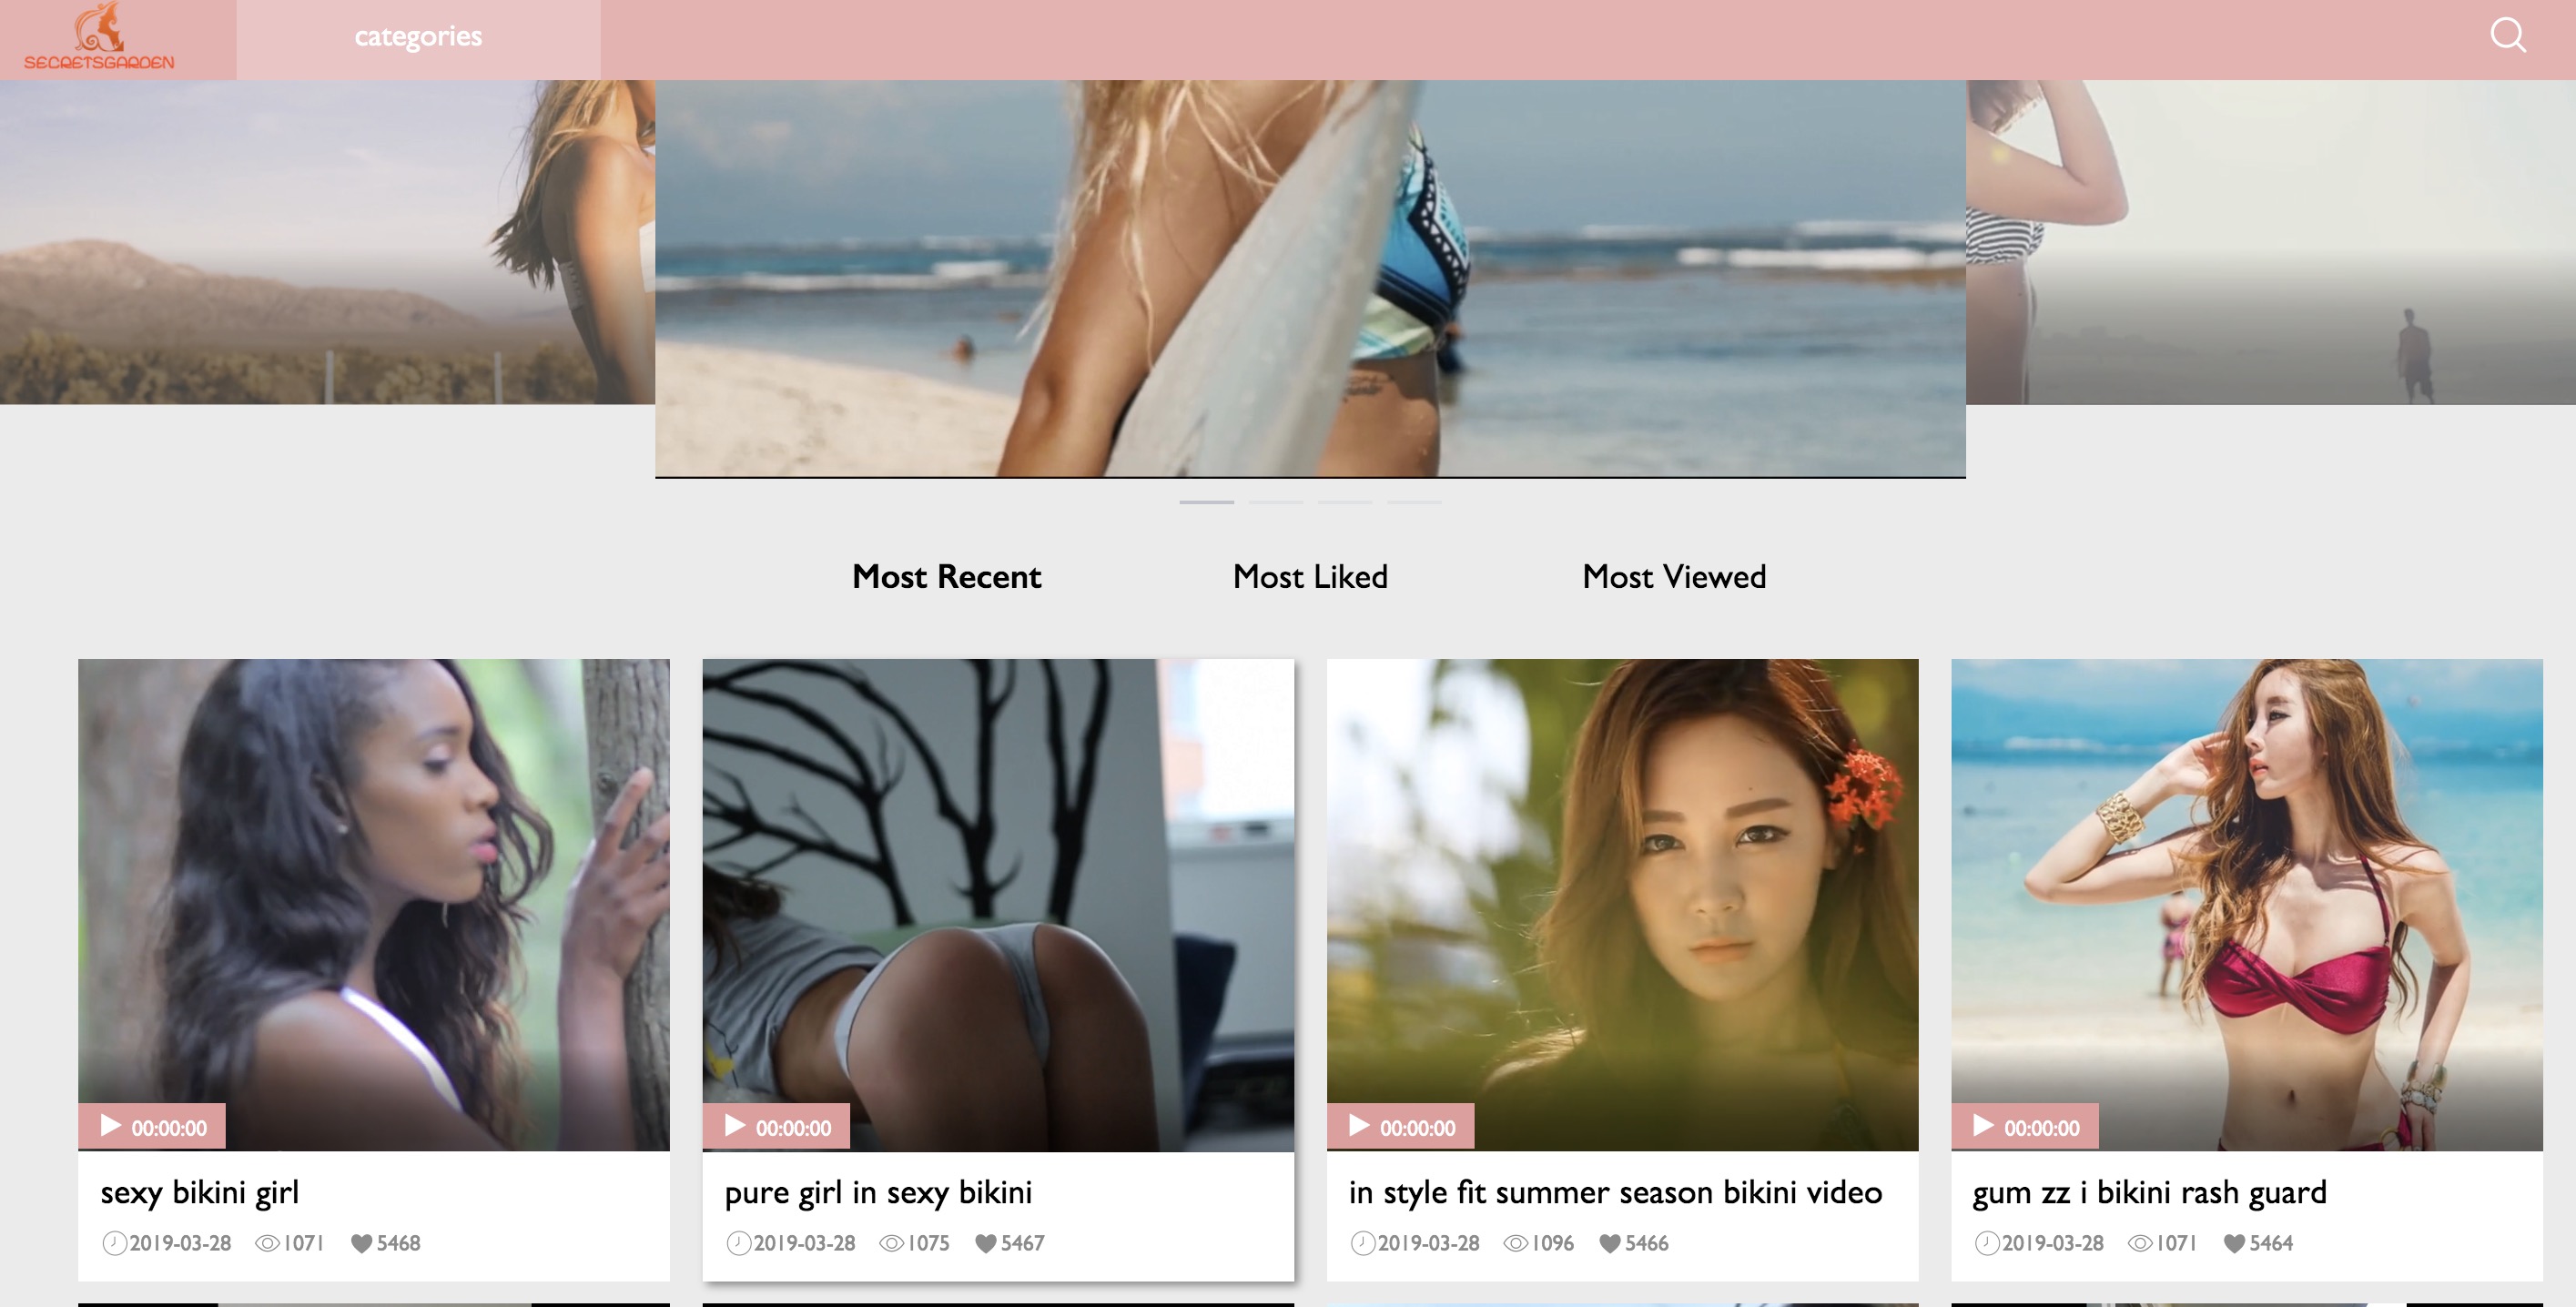 SECRETSGARDEN
categories
Most Recent Most Liked Most Viewed
00:00:00 00:00:00 00:00:00 00:00:00
sexy bikini girl
2019-03-28 1071 5468
pure girl in sexy bikini
2019-03-28 1075 5467
in style fit summer season bikini video
2019-03-28 1096 5466
gum zz i bikini rash guard
2019-03-28 1071 5464